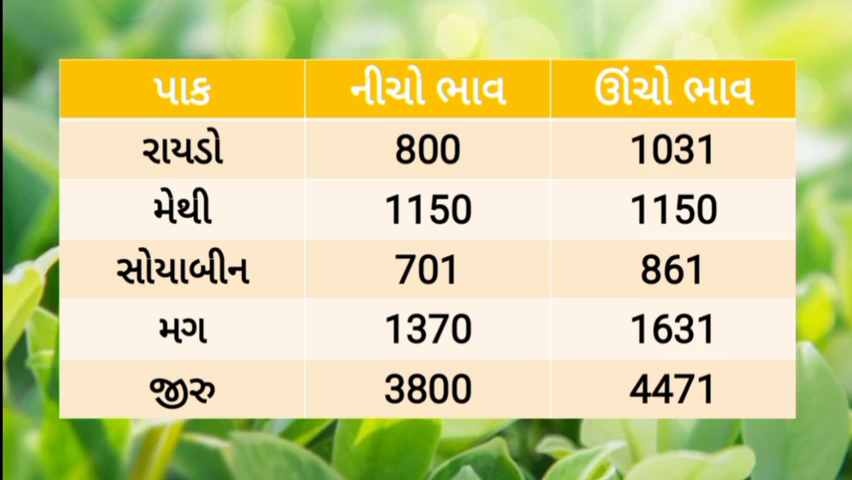 પાક નીચો ભાવ ઊંચો ભાવ
રાયડો 800 1031
મેથી 1150 1150
સોયાબીન 701 861
મગ 1370 1631
જીરુ 3800 4471